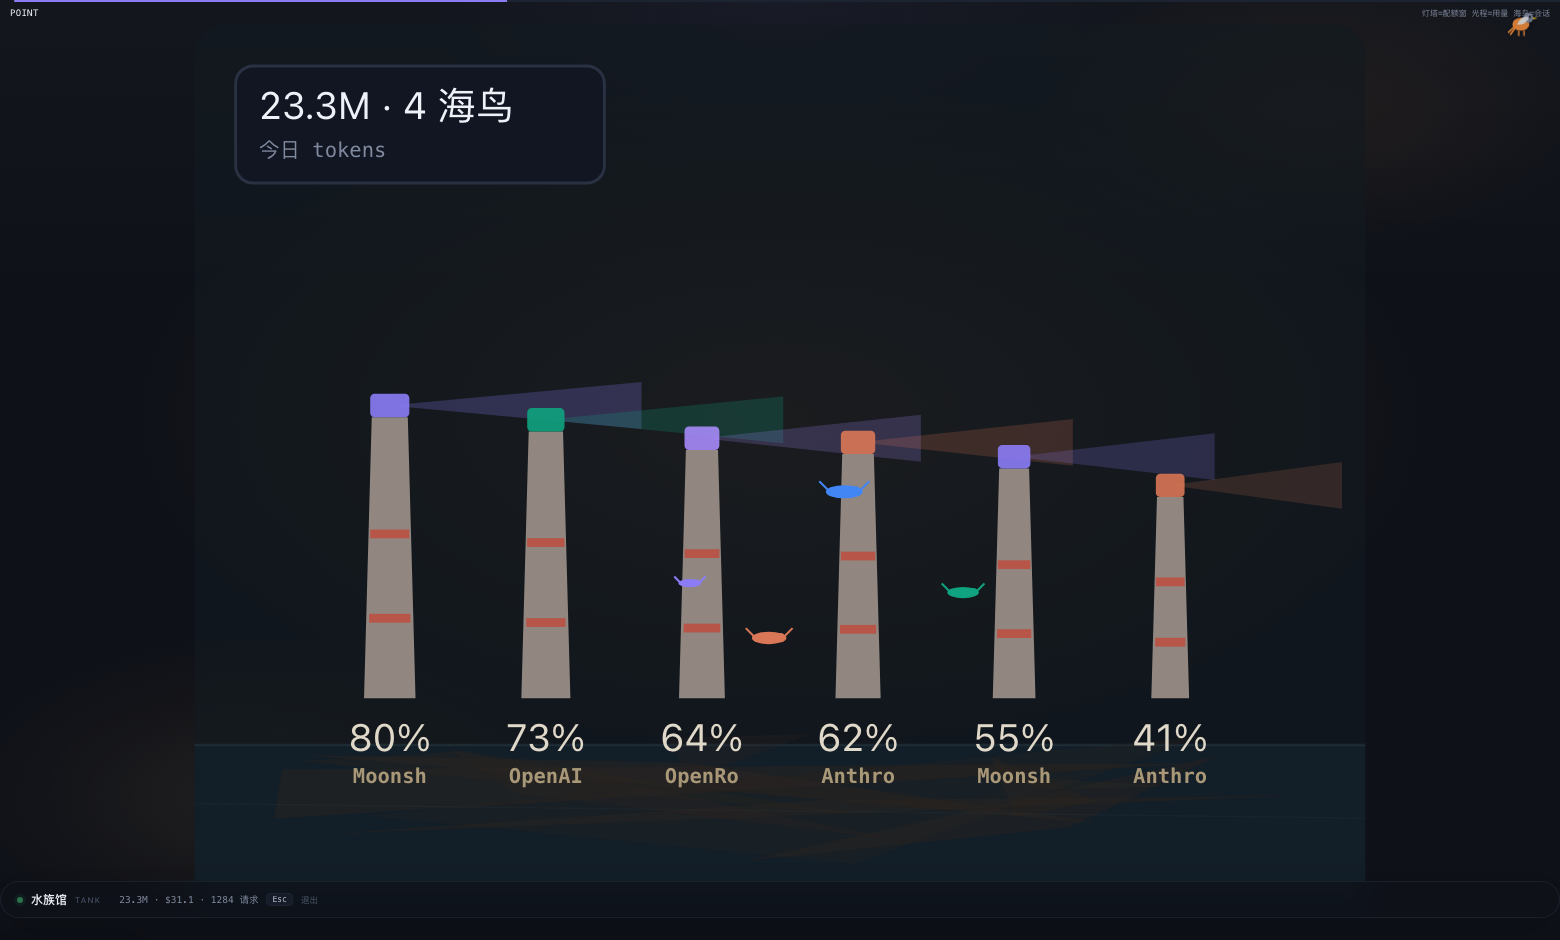 POINT
灯塔=配额窗 光程=用量 海鸟=会话
23.3M · 4 海鸟
今日 tokens
80% 73% 64% 62% 55% 41%
Moonsh OpenAI OpenRo Anthro Moonsh Anthro
水族馆 TANK 23.3M · $31.1 · 1284 请求 Esc 退出